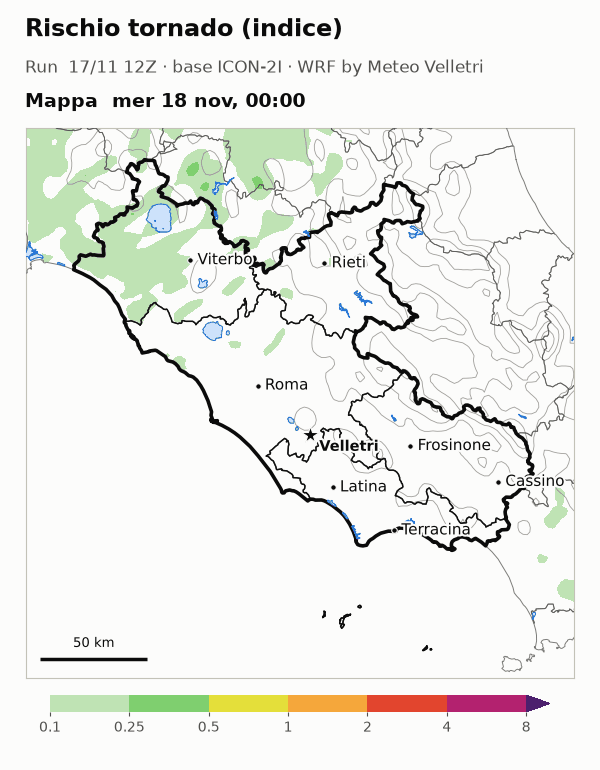 Rischio tornado (indice)
Run  17/11 12Z · base ICON-2I · WRF by Meteo Velletri
Mappa  mer 18 nov, 00:00
Viterbo
Rieti
Roma
Velletri
Frosinone
Latina
Cassino
Terracina
50 km
0.1 0.25 0.5 1 2 4 8